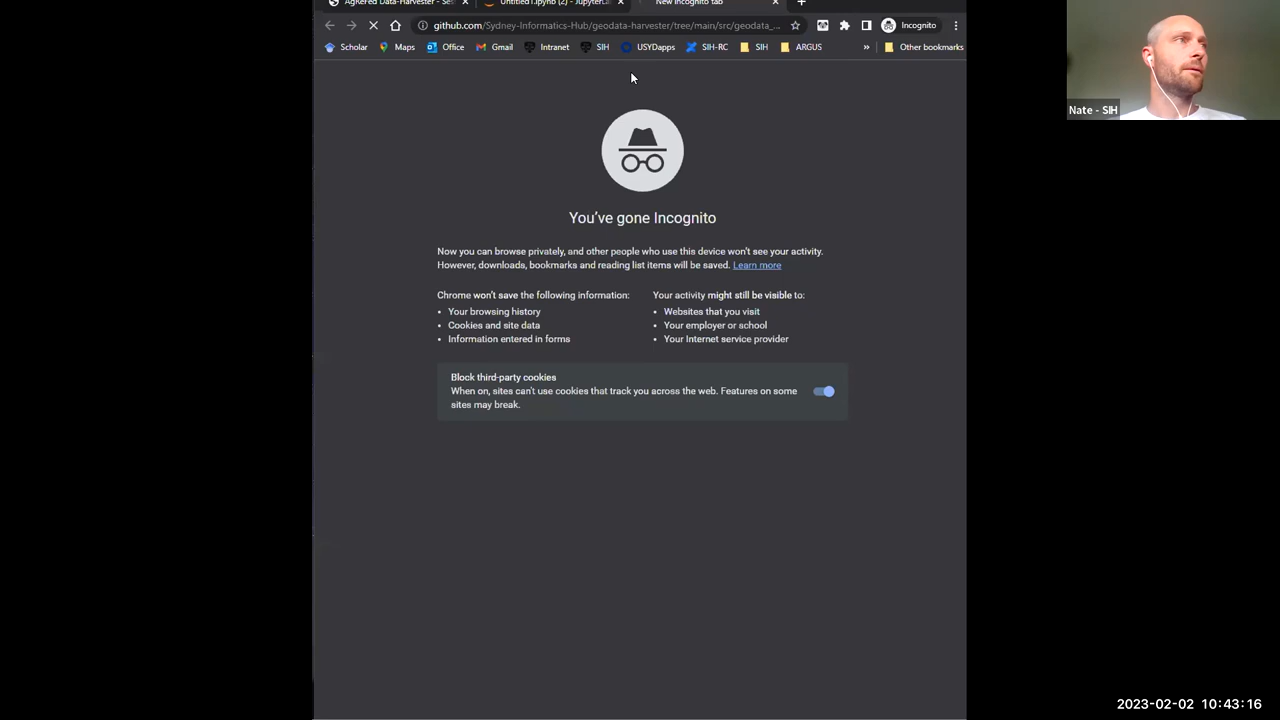 AgReFed Data-Harvester - Set
Untitled1.ipynb (2) - JupyterLa
New Incognito tab
github.com/Sydney-Informatics-Hub/geodata-harvester/tree/main/src/geodata_...
Incognito
Scholar Maps Office Gmail Intranet SIH USYDapps SIH-RC SIH ARGUS » Other bookmarks
Nate - SIH
You've gone Incognito
Now you can browse privately, and other people who use this device won't see your activity.
However, downloads, bookmarks and reading list items will be saved. Learn more
Chrome won't save the following information:
• Your browsing history
• Cookies and site data
• Information entered in forms
Your activity might still be visible to:
• Websites that you visit
• Your employer or school
• Your Internet service provider
Block third-party cookies
When on, sites can't use cookies that track you across the web. Features on some
sites may break.
2023-02-02 10:43:16